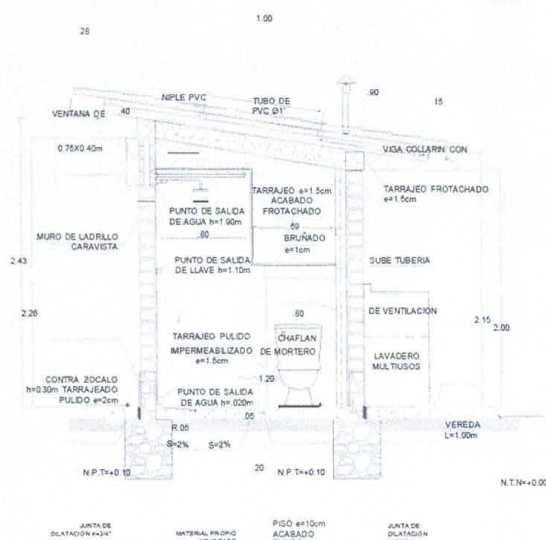 1.00
28
NIPLE PVC
TUBO DE
PVC Ø1"
.90
15
VENTANA DE
.40
0.75X0.40m
VIGA COLLARIN CON
TARRAJEO e=1.5cm
ACABADO
FROTACHADO
TARRAJEO FROTACHADO
e=1.5cm
PUNTO DE SALIDA
DE AGUA h=1.90m
.80
BRUÑADO
e=1cm
MURO DE LADRILLO
CARAVISTA
2.43
PUNTO DE SALIDA
DE LLAVE h=1.10m
SUBE TUBERIA
2.26
.60
DE VENTILACION
2.15
2.00
TARRAJEO PULIDO
IMPERMEABILIZADO
e=1.5cm
CHAFLAN
DE MORTERO
LAVADERO
MULTIUSOS
CONTRA ZOCALO
h=0.30m TARRAJEADO
PULIDO e=2cm
1.20
PUNTO DE SALIDA
DE AGUA h=.020m
.05
R.05
S=2%
S=2%
VEREDA
L=1.00m
N.P.T=+0.10
20
N.P.T=+0.10
N.T.N=+0.00
JUNTA DE
DILATACION e=3/4"
MATERIAL PROPIO
PISO e=10cm
ACABADO
JUNTA DE
DILATACION